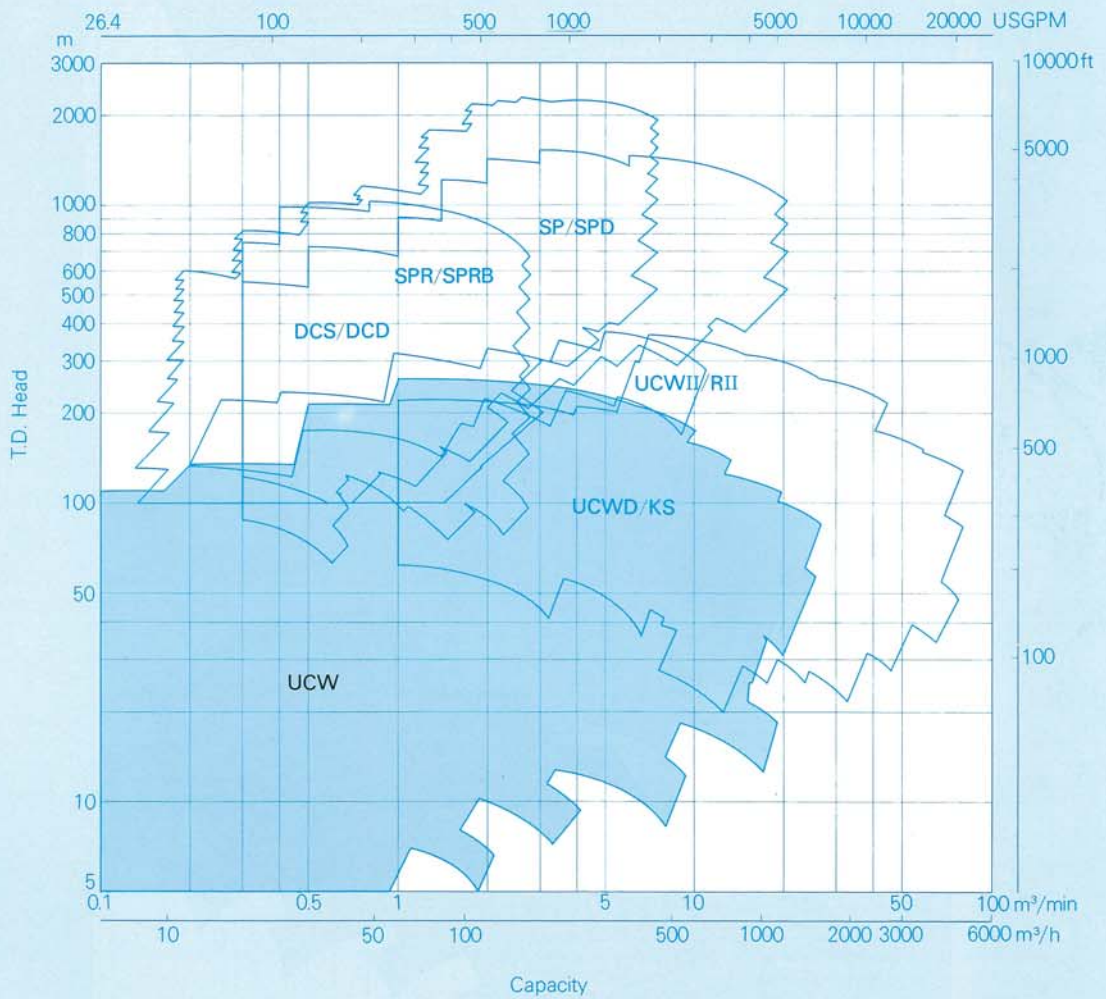 26.4 100 500 1000 5000 10000 20000 USGPM
m
3000 10000 ft
2000
5000
1000
800
SP/SPD
600
SPR/SPRB
500
400
DCS/DCD
300 1000
UCWII/RII
200
500
T.D. Head
100
UCWD/KS
50
100
UCW
10
5
0.1 0.5 1 5 10 50 100 m³/min
10 50 100 500 1000 2000 3000 6000 m³/h
Capacity